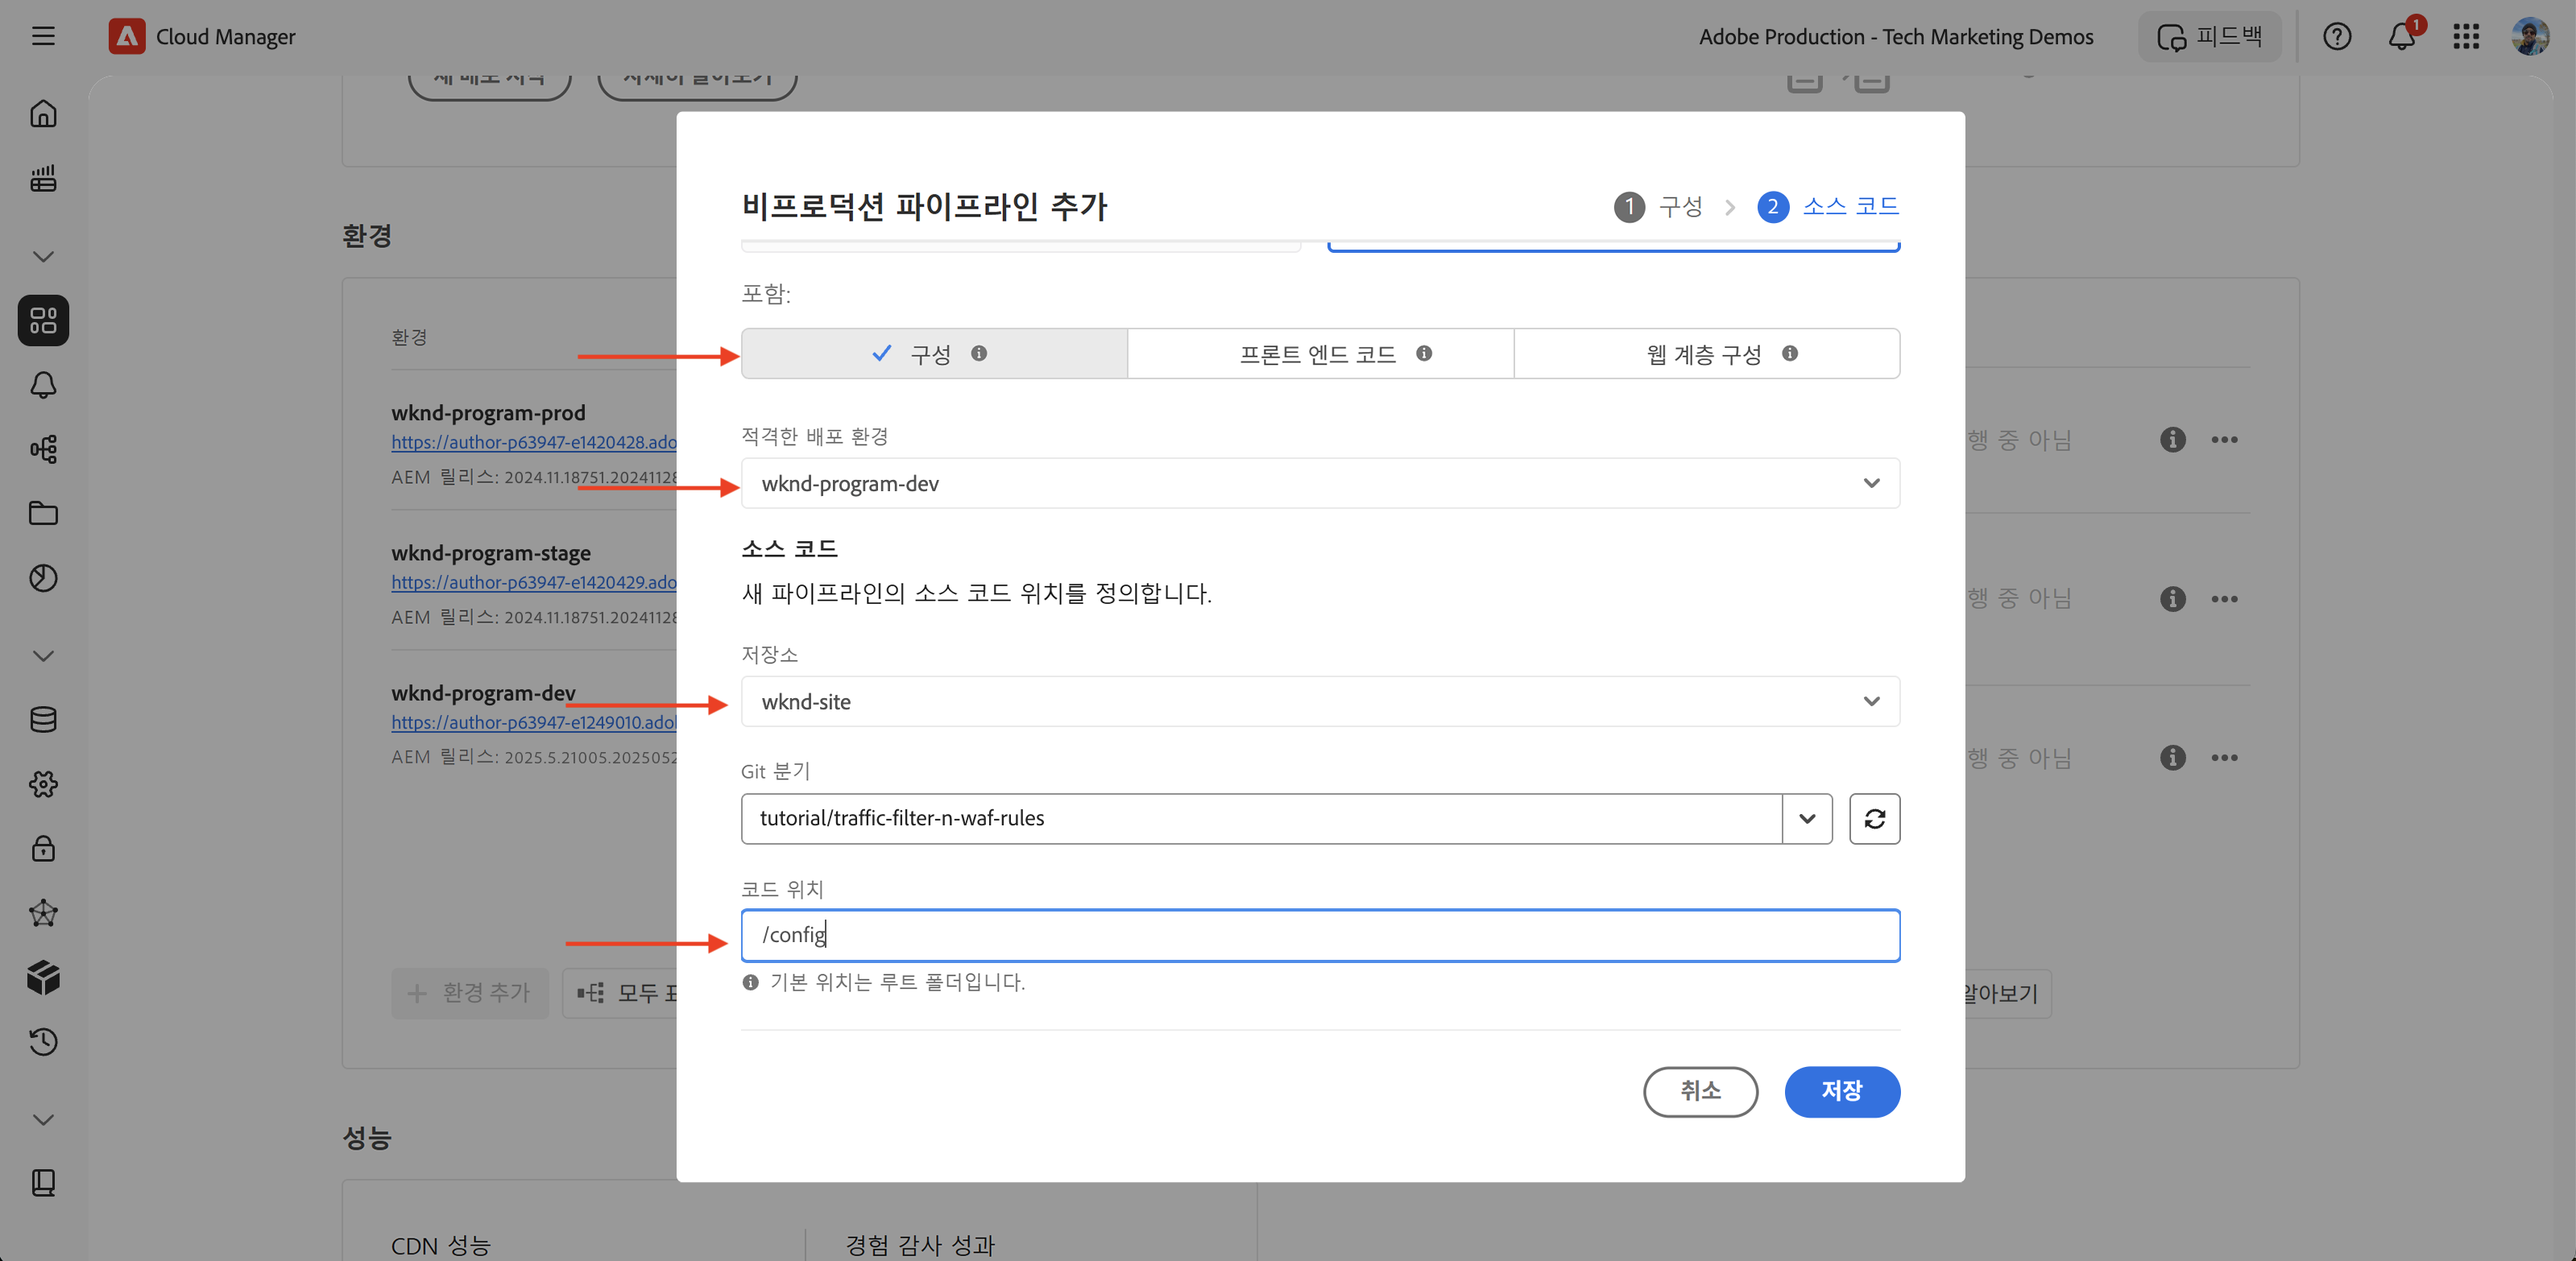 Cloud Manager
Adobe Production - Tech Marketing Demos
피드백
1
비프로덕션 파이프라인 추가
1 구성
2 소스 코드
환경
포함:
환경
구성
프론트 엔드 코드
웹 계층 구성
wknd-program-prod
https://author-p63947-e1420428.ado
AEM 릴리스: 2024.11.18751.20241128
적격한 배포 환경
행 중 아님
wknd-program-dev
소스 코드
새 파이프라인의 소스 코드 위치를 정의합니다.
wknd-program-stage
https://author-p63947-e1420429.ado
AEM 릴리스: 2024.11.18751.20241128
행 중 아님
저장소
wknd-site
wknd-program-dev
https://author-p63947-e1249010.adol
AEM 릴리스: 2025.5.21005.2025052
행 중 아님
Git 분기
tutorial/traffic-filter-n-waf-rules
코드 위치
/config
기본 위치는 루트 폴더입니다.
환경 추가
모두 표
알아보기
취소
저장
성능
CDN 성능
경험 감사 성과